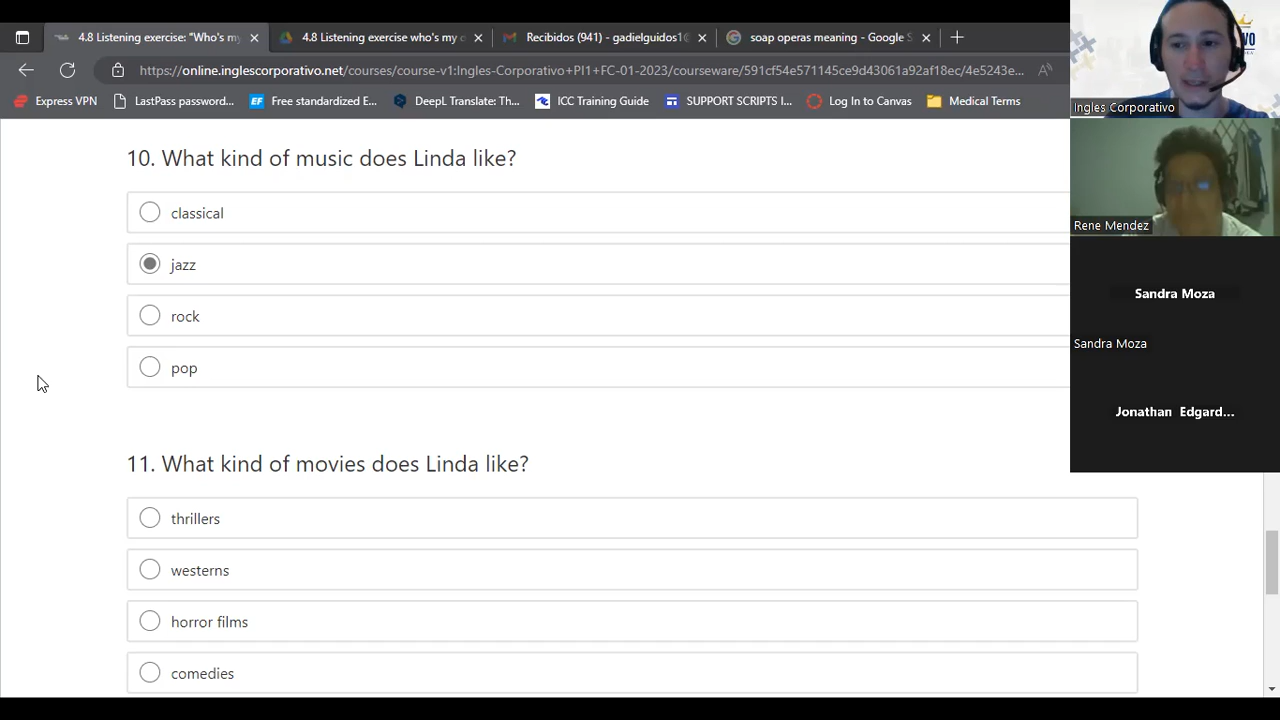 4.8 Listening exercise: "Who's my
4.8 Listening exercise who's my c
Recibidos (941) - gadielguidos1@
soap operas meaning - Google S
https://online.inglescorporativo.net/courses/course-v1:Ingles-Corporativo+PI1+FC-01-2023/courseware/591cf54e571145ce9d43061a92af18ec/4e5243e...
Express VPN
LastPass password...
EF Free standardized E...
DeepL Translate: Th...
ICC Training Guide
SUPPORT SCRIPTS I...
Log In to Canvas
Medical Terms
10. What kind of music does Linda like?
classical
jazz
rock
pop
11. What kind of movies does Linda like?
thrillers
westerns
horror films
comedies
Ingles Corporativo
Rene Mendez
Sandra Moza
Sandra Moza
Jonathan Edgard...